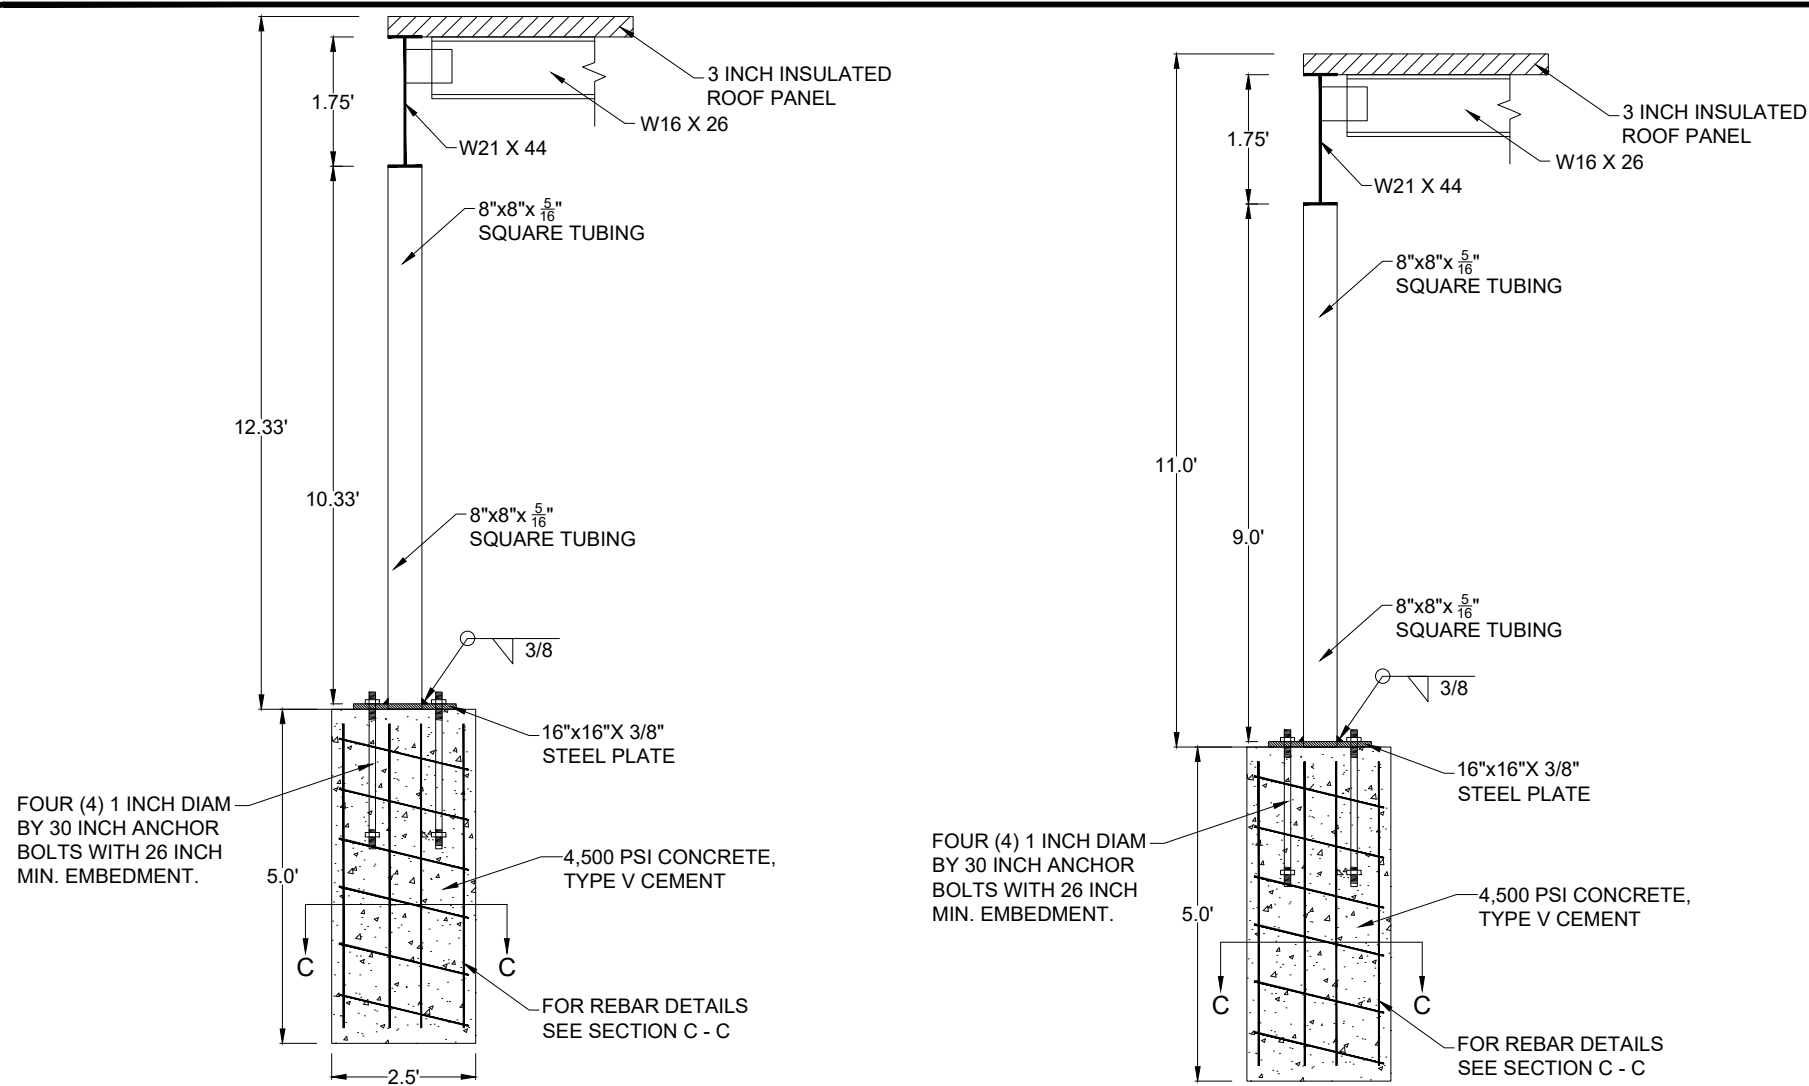 3 INCH INSULATED
ROOF PANEL
1.75'
W16 X 26
W21 X 44
8"x8"x 5/16"
SQUARE TUBING
12.33'
10.33'
8"x8"x 5/16"
SQUARE TUBING
3/8
16"x16"X 3/8"
STEEL PLATE
FOUR (4) 1 INCH DIAM
BY 30 INCH ANCHOR
BOLTS WITH 26 INCH
MIN. EMBEDMENT.
4,500 PSI CONCRETE,
TYPE V CEMENT
5.0'
C C
FOR REBAR DETAILS
SEE SECTION C - C
2.5'
3 INCH INSULATED
ROOF PANEL
1.75'
W16 X 26
W21 X 44
8"x8"x 5/16"
SQUARE TUBING
11.0'
9.0'
8"x8"x 5/16"
SQUARE TUBING
3/8
16"x16"X 3/8"
STEEL PLATE
FOUR (4) 1 INCH DIAM
BY 30 INCH ANCHOR
BOLTS WITH 26 INCH
MIN. EMBEDMENT.
4,500 PSI CONCRETE,
TYPE V CEMENT
5.0'
C C
FOR REBAR DETAILS
SEE SECTION C - C